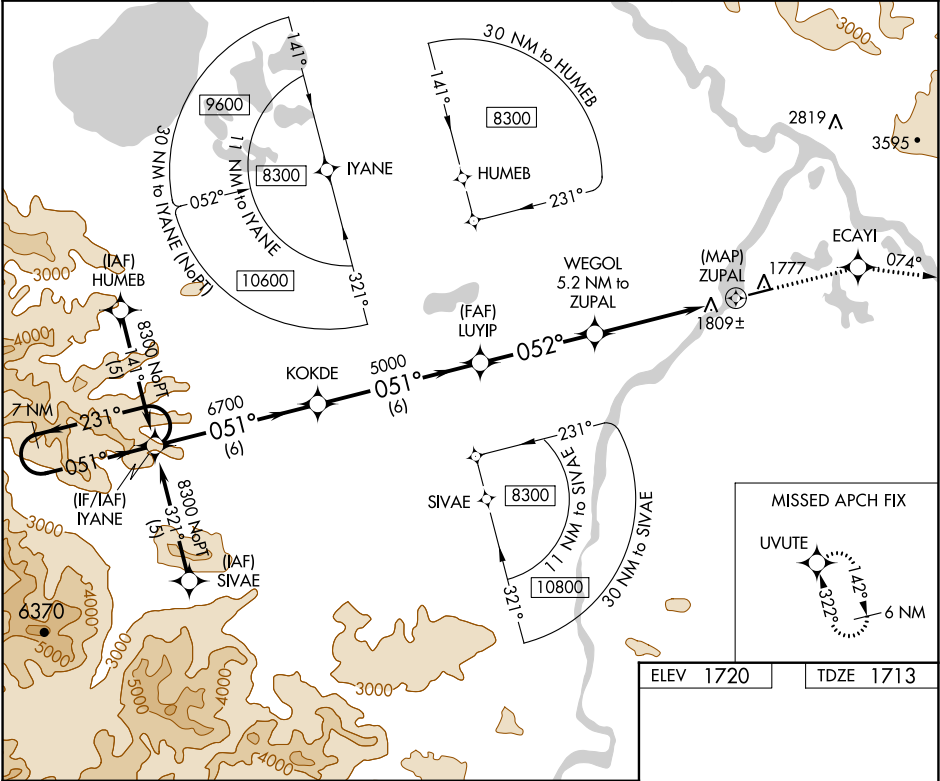 3000
141°
9600
30 NM to IYANE (NoPT)
11 NM to IYANE
8300
052°
10600
321°
IYANE
30 NM to HUMEB
141°
8300
HUMEB
231°
2819
3595
ECAYI
074°
(MAP)
ZUPAL
1777
1809±
WEGOL
5.2 NM to
ZUPAL
(FAF)
LUYIP
052°
3000
(IAF)
HUMEB
4000
8300 NoPT
141°
(5)
KOKDE
5000
051°
(6)
6700
051°
(6)
7 NM
231°
051°
(IF/IAF)
IYANE
8300 NoPT
321°
(5)
(IAF)
SIVAE
3000
4000
6370
5000
3000
5000
4000
3000
4000
231°
SIVAE
8300
11 NM to SIVAE
30 NM to SIVAE
10800
321°
MISSED APCH FIX
UVUTE
142°
322°
6 NM
ELEV 1720
TDZE 1713